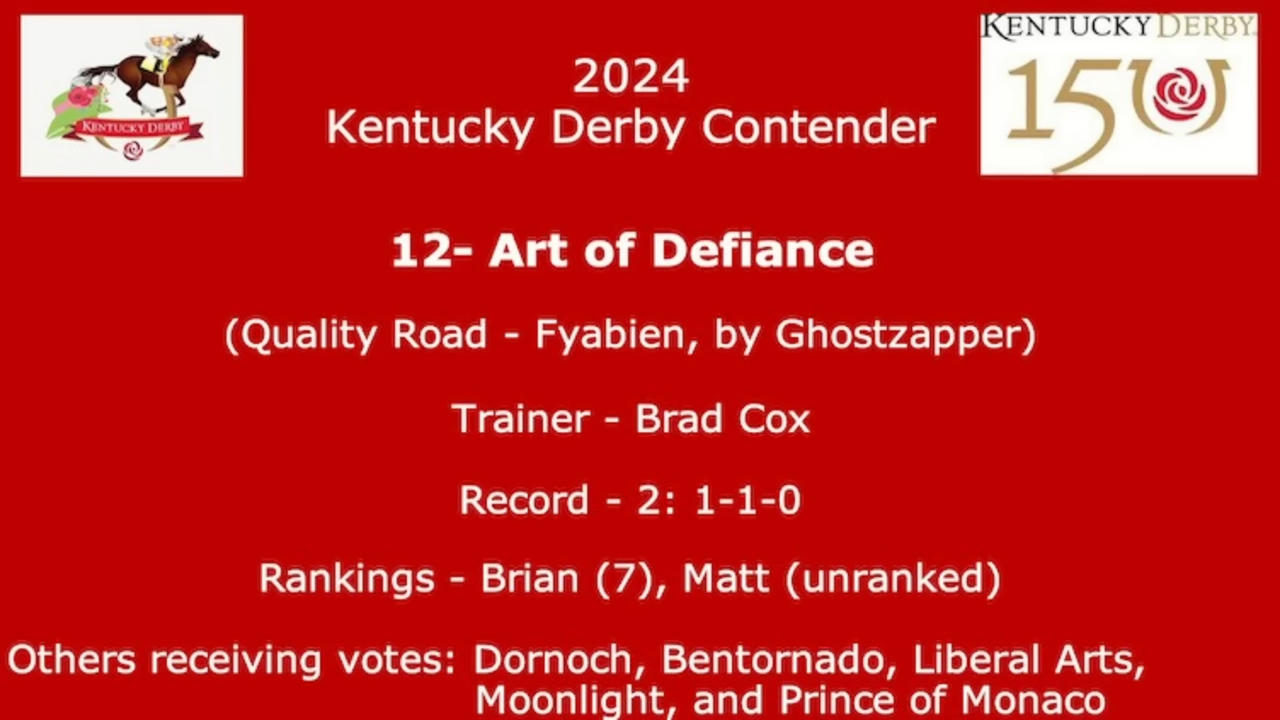 KENTUCKY DERBY
KENTUCKY DERBY
150
2024
Kentucky Derby Contender
12- Art of Defiance
(Quality Road - Fyabien, by Ghostzapper)
Trainer - Brad Cox
Record - 2: 1-1-0
Rankings - Brian (7), Matt (unranked)
Others receiving votes: Dornoch, Bentornado, Liberal Arts,
Moonlight, and Prince of Monaco